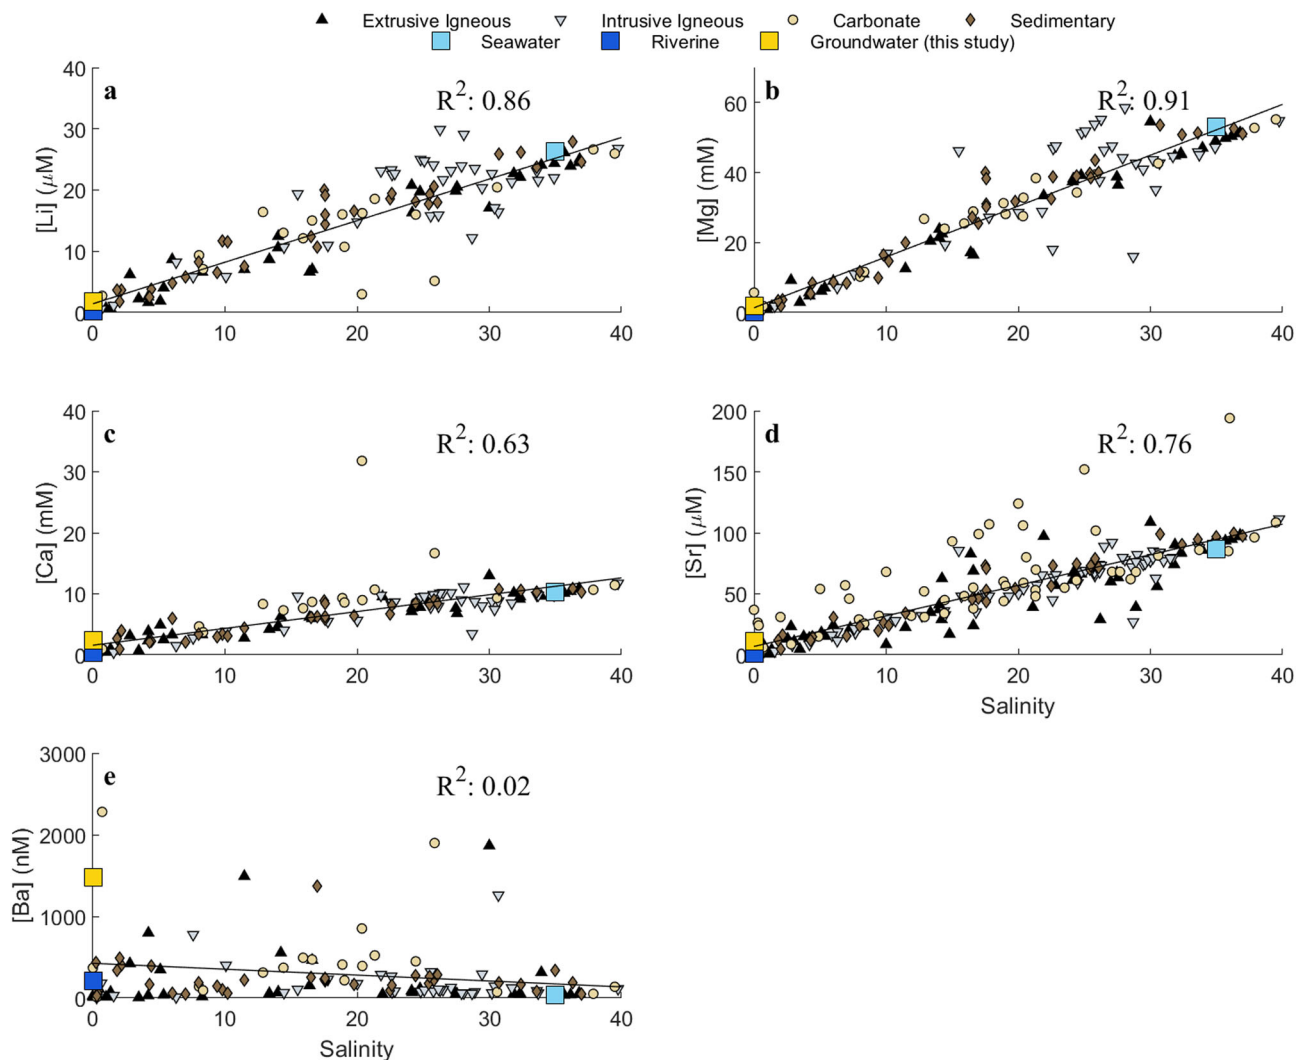 Extrusive Igneous Intrusive Igneous Carbonate Sedimentary
Seawater Riverine Groundwater (this study)
a R²: 0.86
[Li] (μM)
40
30
20
10
0
0 10 20 30 40
b R²: 0.91
[Mg] (mM)
60
40
20
0
0 10 20 30 40
c R²: 0.63
[Ca] (mM)
40
30
20
10
0
0 10 20 30 40
d R²: 0.76
[Sr] (μM)
200
150
100
50
0
0 10 20 30 40
Salinity
e R²: 0.02
[Ba] (nM)
3000
2000
1000
0
0 10 20 30 40
Salinity